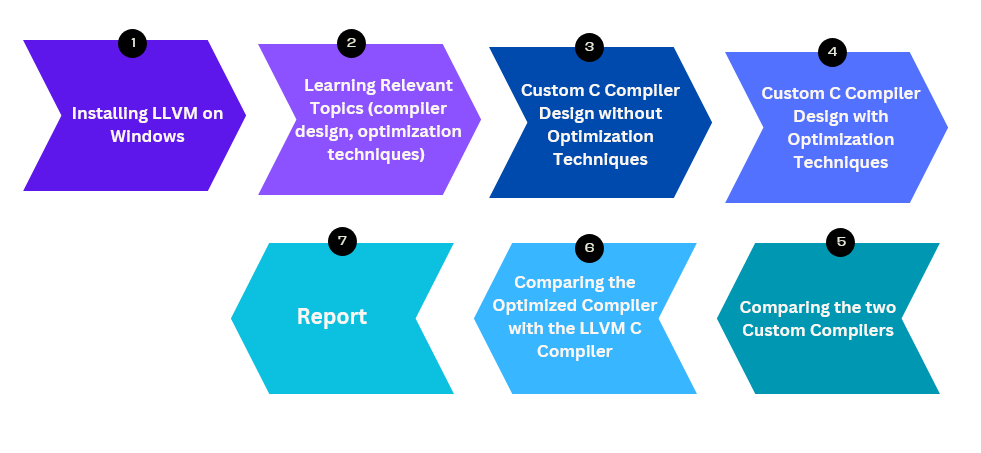 1
Installing LLVM on
Windows
2
Learning Relevant
Topics (compiler
design, optimization
techniques)
3
Custom C Compiler
Design without
Optimization
Techniques
4
Custom C Compiler
Design with
Optimization
Techniques
5
Comparing the two
Custom Compilers
6
Comparing the
Optimized Compiler
with the LLVM C
Compiler
7
Report